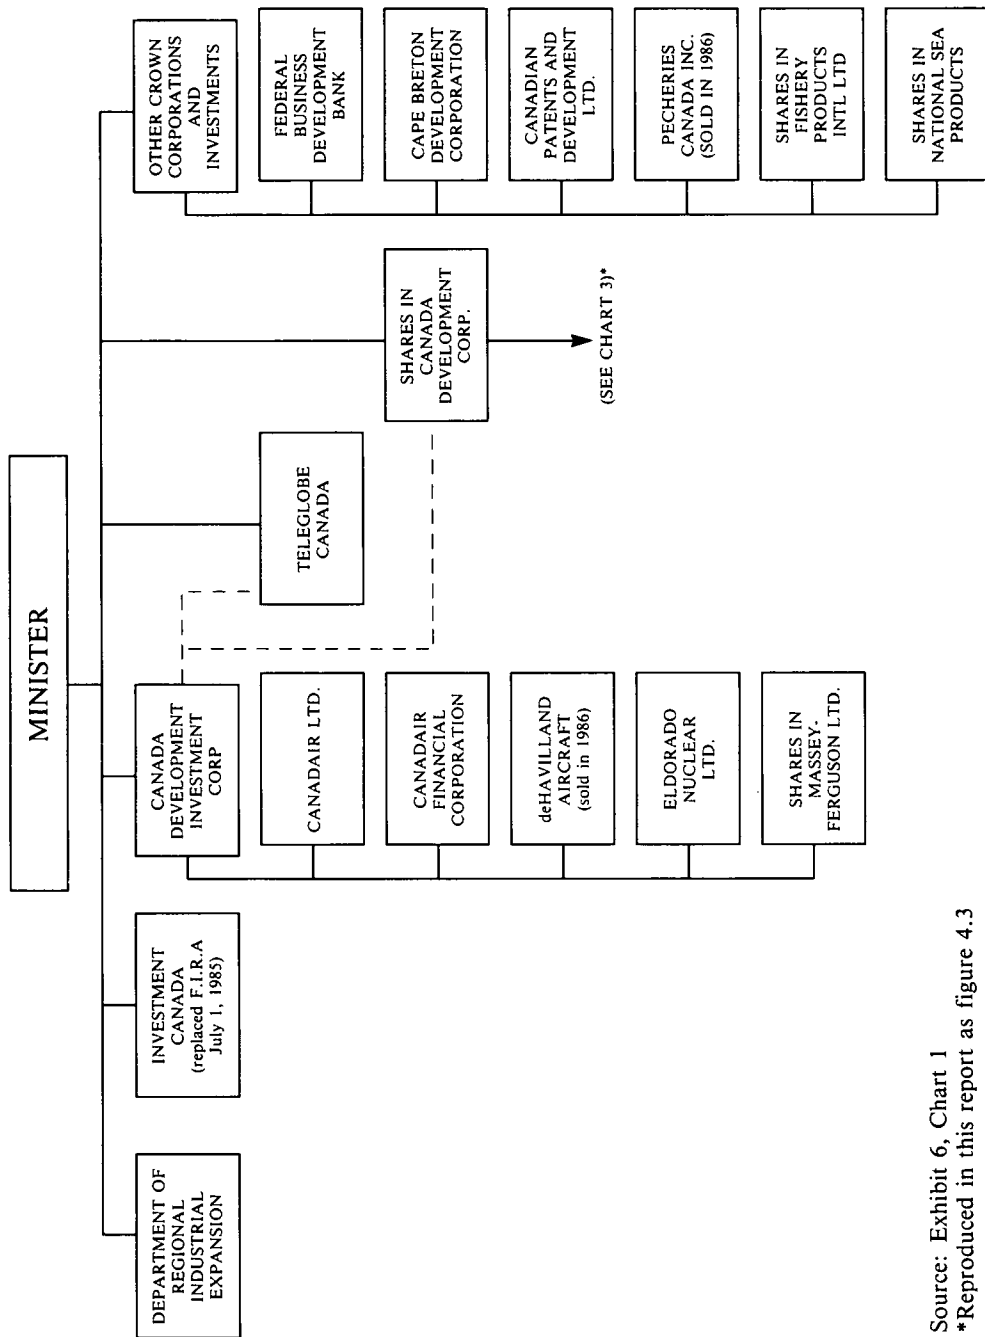 MINISTER
DEPARTMENT OF
REGIONAL
INDUSTRIAL
EXPANSION
INVESTMENT
CANADA
(replaced F.I.R.A
July 1, 1985)
CANADA
DEVELOPMENT
INVESTMENT
CORP
CANADAIR LTD.
CANADAIR
FINANCIAL
CORPORATION
deHAVILLAND
AIRCRAFT
(sold in 1986)
ELDORADO
NUCLEAR
LTD.
SHARES IN
MASSEY-
FERGUSON LTD.
TELEGLOBE
CANADA
SHARES IN
CANADA
DEVELOPMENT
CORP.
(SEE CHART 3)*
OTHER CROWN
CORPORATIONS
AND
INVESTMENTS
FEDERAL
BUSINESS
DEVELOPMENT
BANK
CAPE BRETON
DEVELOPMENT
CORPORATION
CANADIAN
PATENTS AND
DEVELOPMENT
LTD.
PECHERIES
CANADA INC.
(SOLD IN 1986)
SHARES IN
FISHERY
PRODUCTS
INTL LTD
SHARES IN
NATIONAL SEA
PRODUCTS
Source: Exhibit 6, Chart 1
*Reproduced in this report as figure 4.3